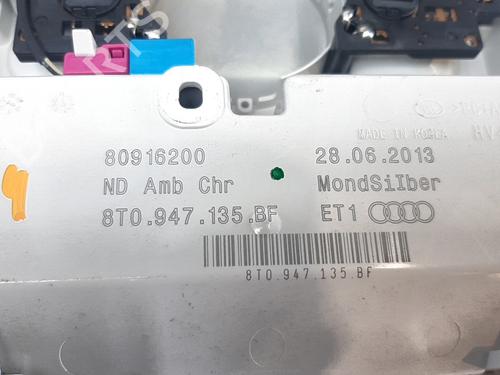 MADE IN KOREA
80916200 28.06.2013
ND Amb Chr MondSilber
8T0.947.135.BF ET1
8T0.947.135.BF